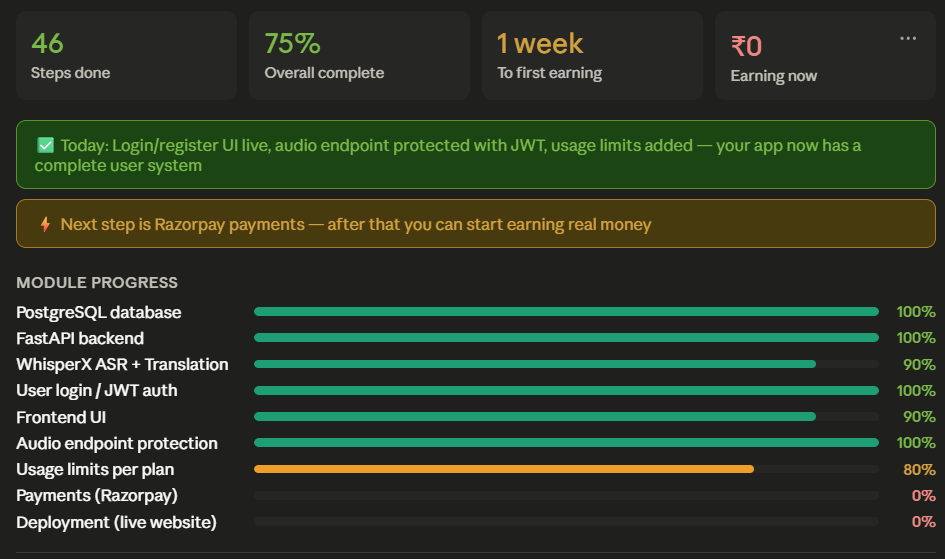 46
Steps done
75%
Overall complete
1 week
To first earning
₹0
Earning now
✅ Today: Login/register UI live, audio endpoint protected with JWT, usage limits added — your app now has a
complete user system
⚡ Next step is Razorpay payments — after that you can start earning real money
MODULE PROGRESS
PostgreSQL database 100%
FastAPI backend 100%
WhisperX ASR + Translation 90%
User login / JWT auth 100%
Frontend UI 90%
Audio endpoint protection 100%
Usage limits per plan 80%
Payments (Razorpay) 0%
Deployment (live website) 0%